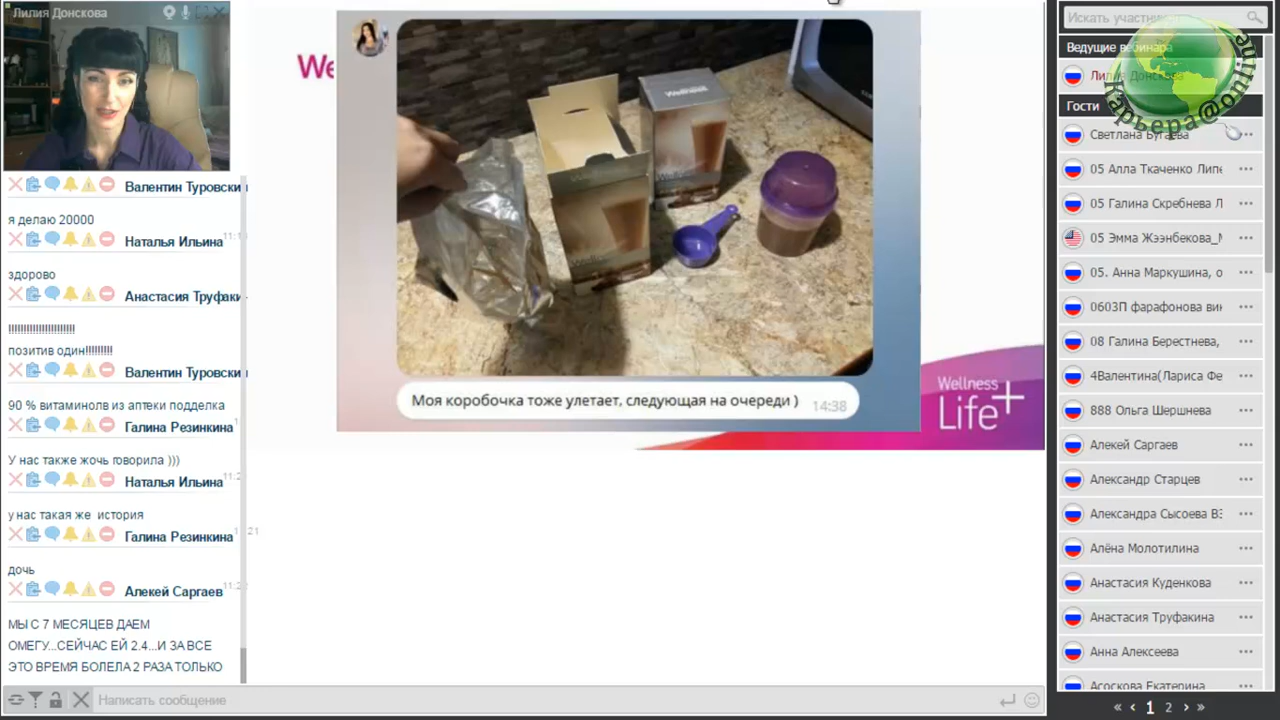 Лилия Донскова
Валентин Туровски
я делаю 20000
Наталья Ильина
здорово
Анастасия Труфаки
!!!!!!!!!!!!!!!!!!!!!!
позитив один!!!!!!!!!
Валентин Туровски
90 % витаминолв из аптеки подделка
Галина Резинкина
У нас также жочь говорила )))
Наталья Ильина
у нас такая же история
Галина Резинкина
дочь
Алекей Саргаев
МЫ С 7 МЕСЯЦЕВ ДАЕМ
ОМЕГУ...СЕЙЧАС ЕЙ 2.4...И ЗА ВСЕ
ЭТО ВРЕМЯ БОЛЕЛА 2 РАЗА ТОЛЬКО
Написать сообщение
We
Wellness
Моя коробочка тоже улетает, следующая на очереди )
14:38
Wellness
Life+
Искать участни
Ведущие вебинара
Лилия Донскова
карьера@online
Гости
Светлана Бугаева
05 Алла Ткаченко Липе
05 Галина Скребнева Л
05 Эмма Жээнбекова_М
05. Анна Маркушина, о
0603П фарафонова вик
08 Галина Берестнева,
4Валентина(Лариса Фе
888 Ольга Шершнева
Алекей Саргаев
Александр Старцев
Александра Сысоева ВЗ
Алёна Молотилина
Анастасия Куденкова
Анастасия Труфакина
Анна Алексеева
Асоскова Екатерина
« ‹ 1 2 › »